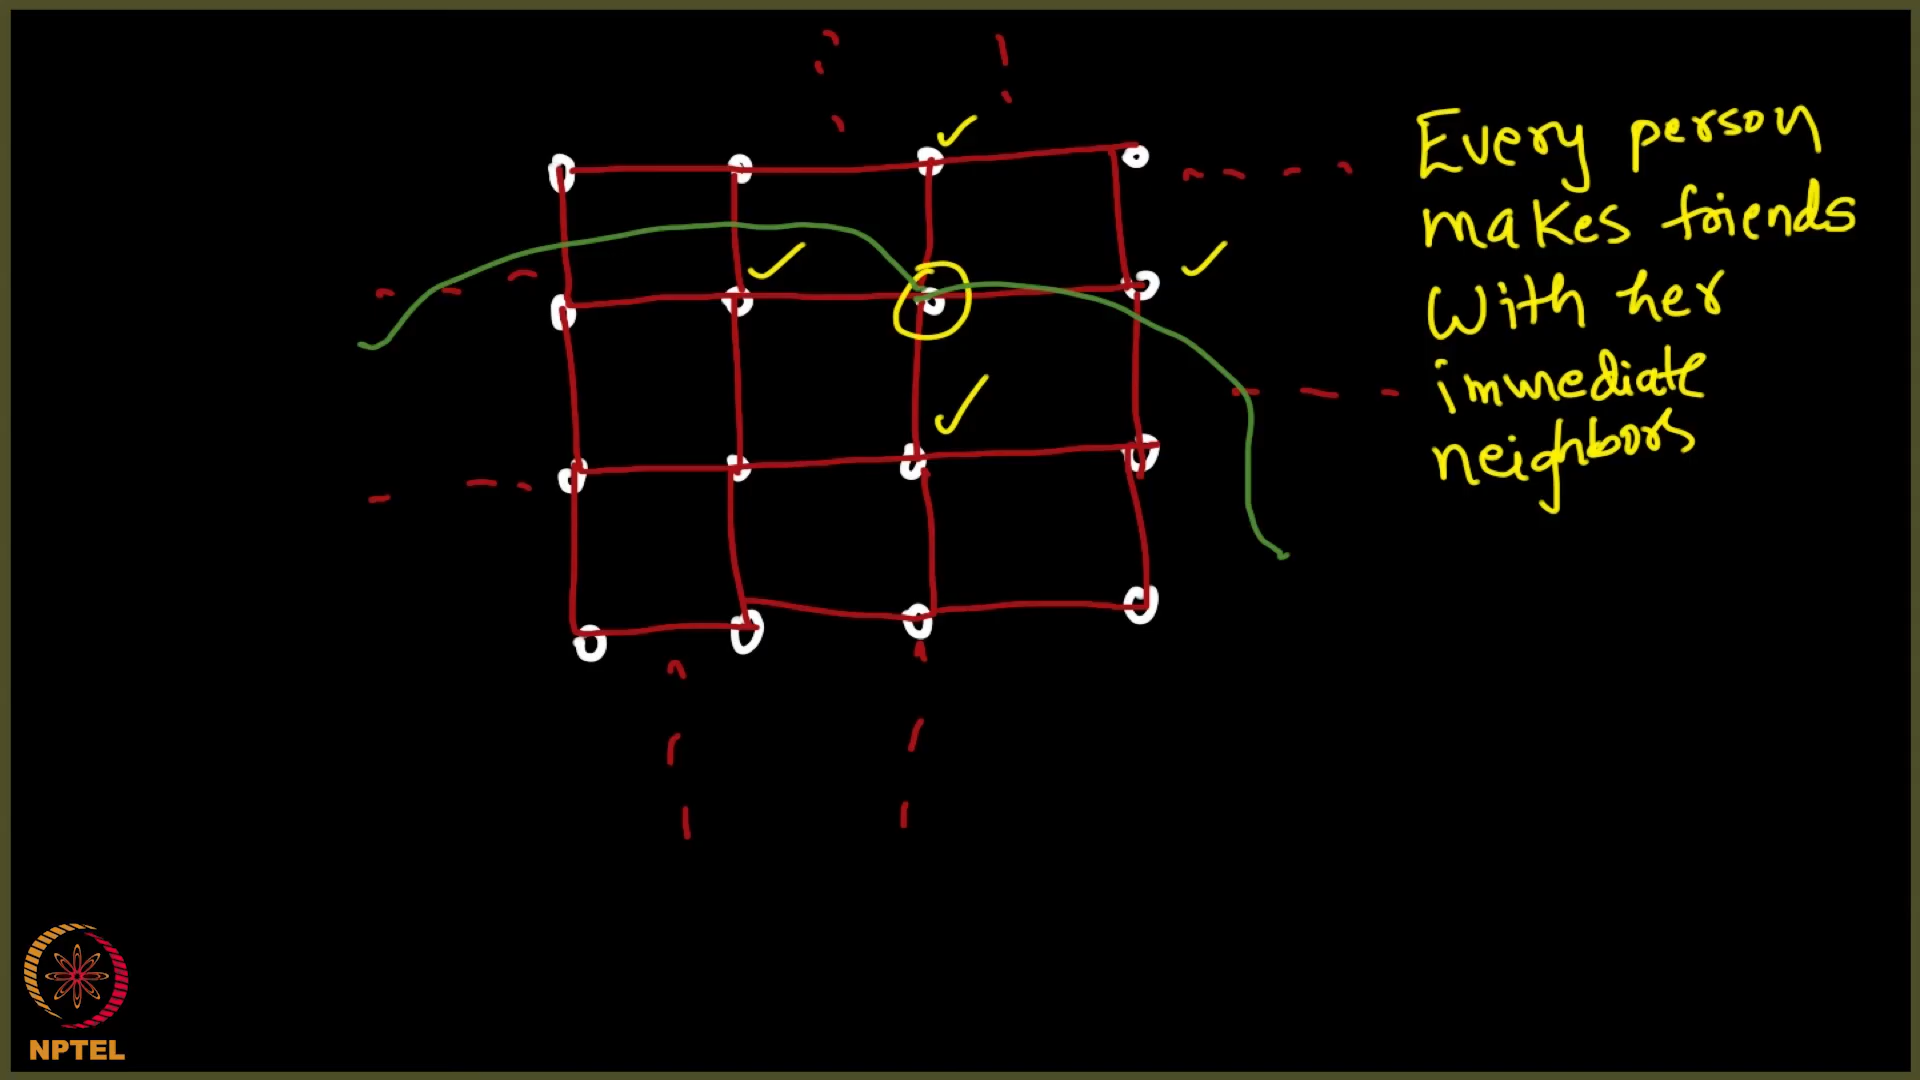 Every person
makes friends
With her
immediate
neighbors
NPTEL